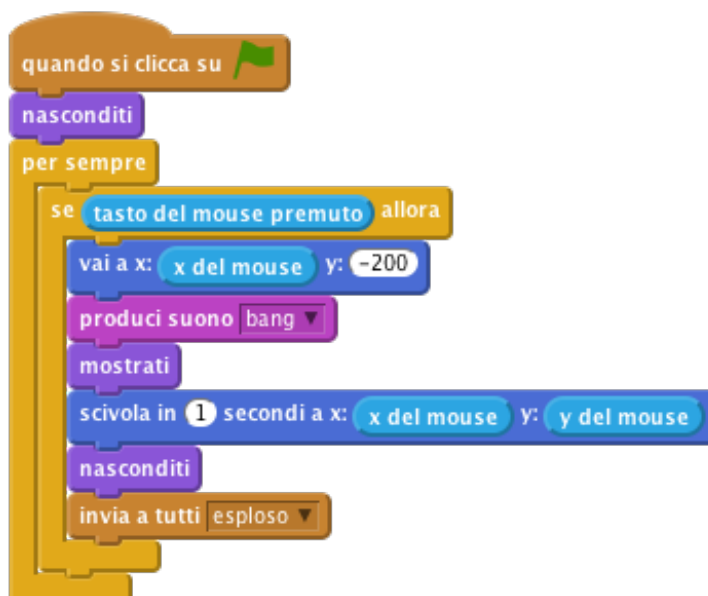 quando si clicca su
nasconditi
per sempre
se tasto del mouse premuto allora
vai a x: x del mouse y: -200
produci suono bang
mostrati
scivola in 1 secondi a x: x del mouse y: y del mouse
nasconditi
invia a tutti esploso